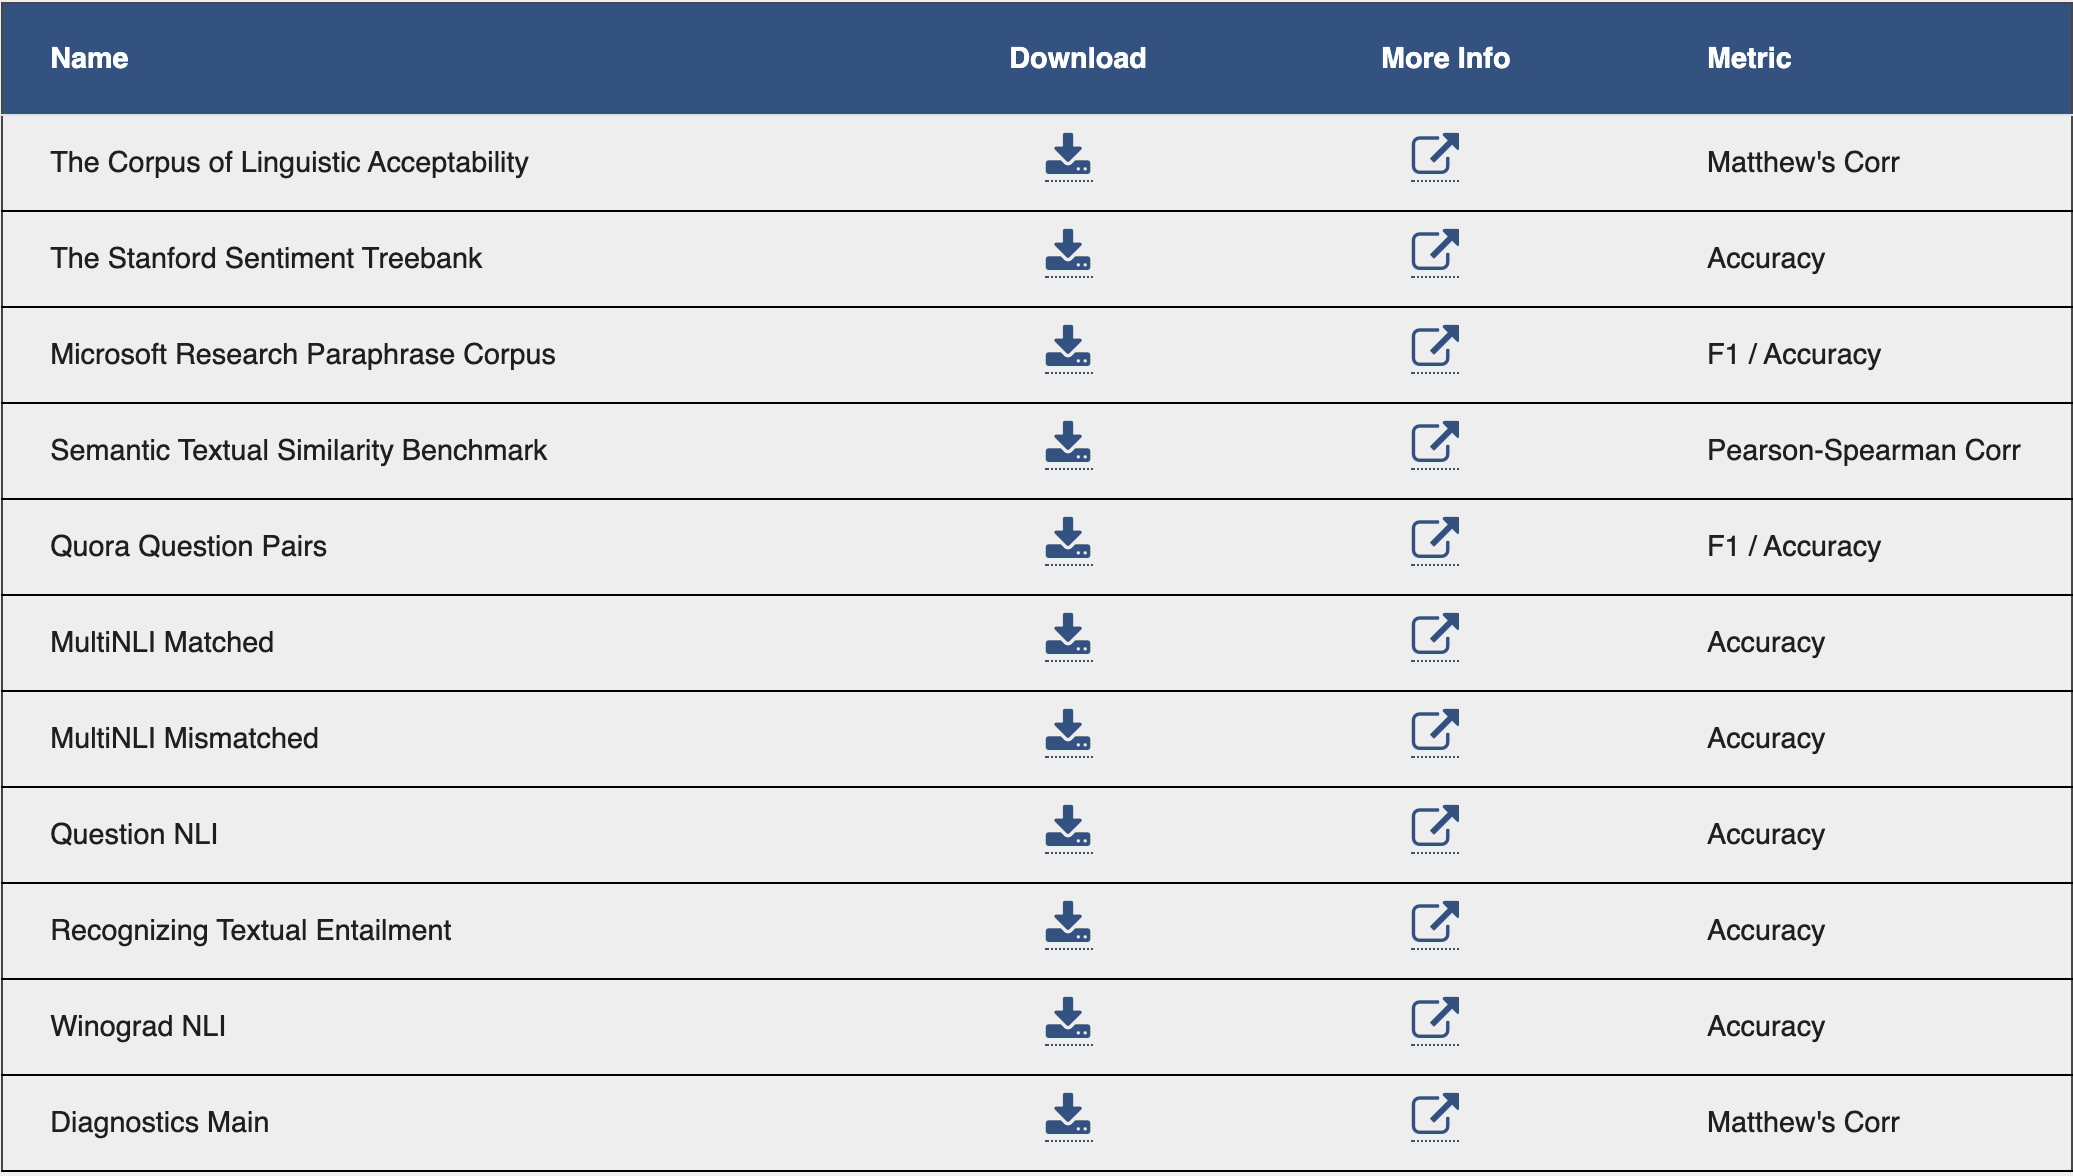 Name Download More Info Metric
The Corpus of Linguistic Acceptability Matthew's Corr
The Stanford Sentiment Treebank Accuracy
Microsoft Research Paraphrase Corpus F1 / Accuracy
Semantic Textual Similarity Benchmark Pearson-Spearman Corr
Quora Question Pairs F1 / Accuracy
MultiNLI Matched Accuracy
MultiNLI Mismatched Accuracy
Question NLI Accuracy
Recognizing Textual Entailment Accuracy
Winograd NLI Accuracy
Diagnostics Main Matthew's Corr